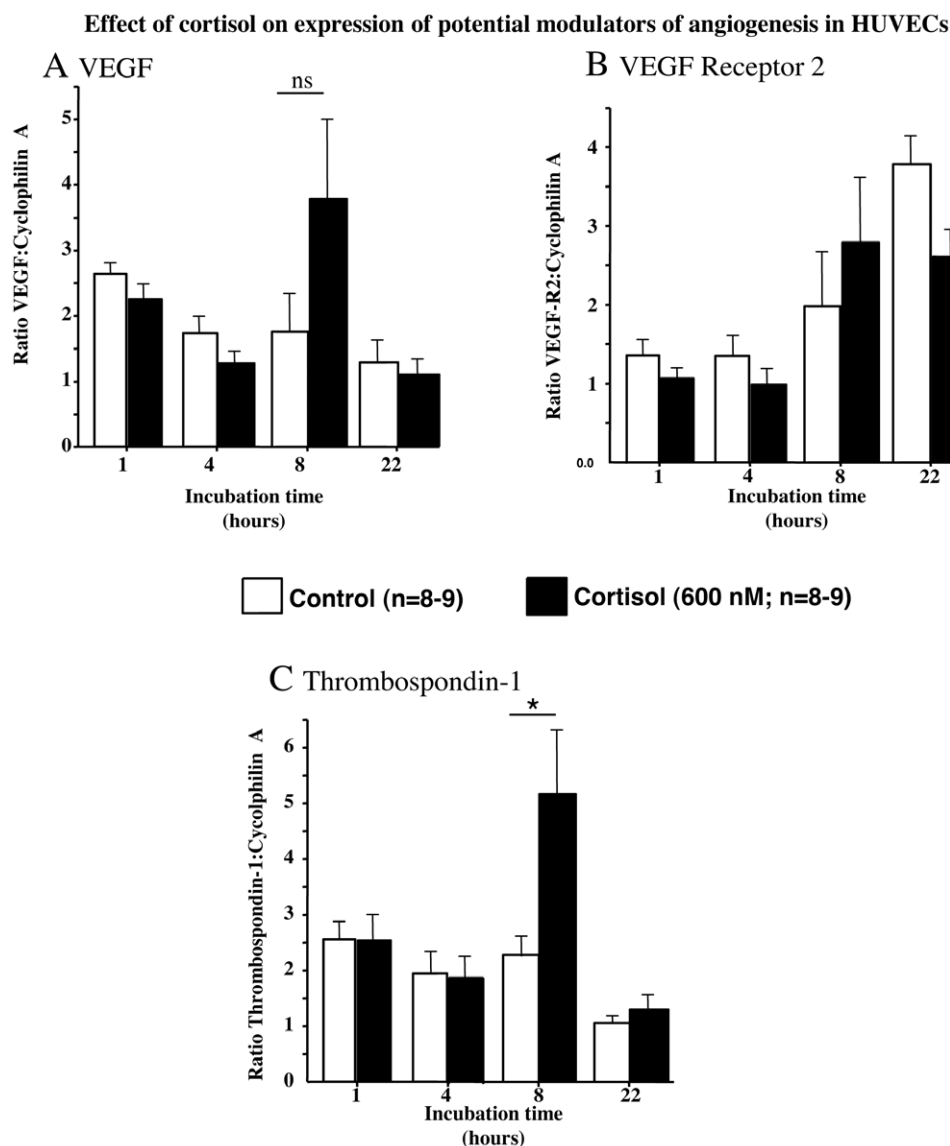 Effect of cortisol on expression of potential modulators of angiogenesis in HUVECs
A VEGF
ns
Ratio VEGF:Cyclophilin A
5
4
3
2
1
0
1 4 8 22
Incubation time
(hours)
B VEGF Receptor 2
Ratio VEGF-R2:Cyclophilin A
4
3
2
1
0.0
1 4 8 22
Incubation time
(hours)
Control (n=8-9) Cortisol (600 nM; n=8-9)
C Thrombospondin-1
*
Ratio Thrombospondin-1:Cycolphilin A
6
5
4
3
2
1
0
1 4 8 22
Incubation time
(hours)